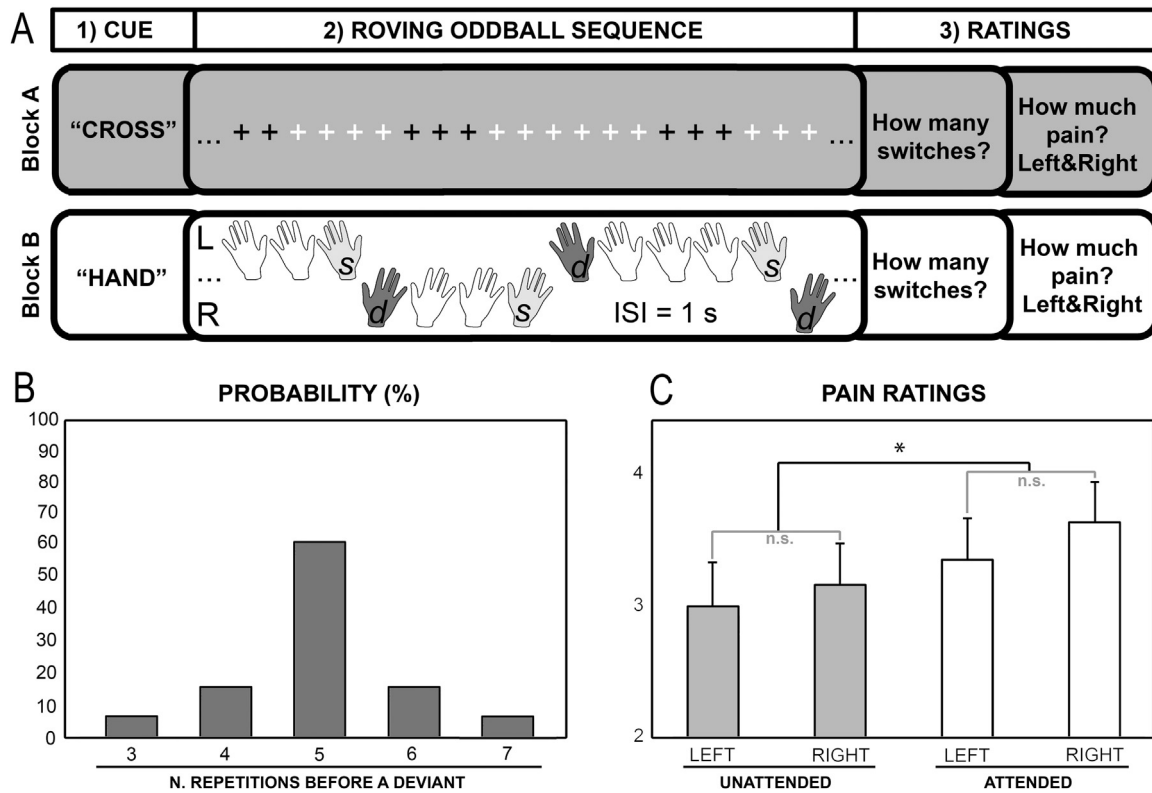 A
1) CUE
2) ROVING ODDBALL SEQUENCE
3) RATINGS
Block A
“CROSS”
... + + + + + + + + + + + + + + + + + + + ...
How many
switches?
How much
pain?
Left&Right
Block B
“HAND”
L
s
d
s
...
d
s
d
...
R
ISI = 1 s
How many
switches?
How much
pain?
Left&Right
B
PROBABILITY (%)
100
90
80
70
60
50
40
30
20
10
0
3 4 5 6 7
N. REPETITIONS BEFORE A DEVIANT
C
PAIN RATINGS
4
3
2
*
n.s.
n.s.
LEFT RIGHT LEFT RIGHT
UNATTENDED ATTENDED